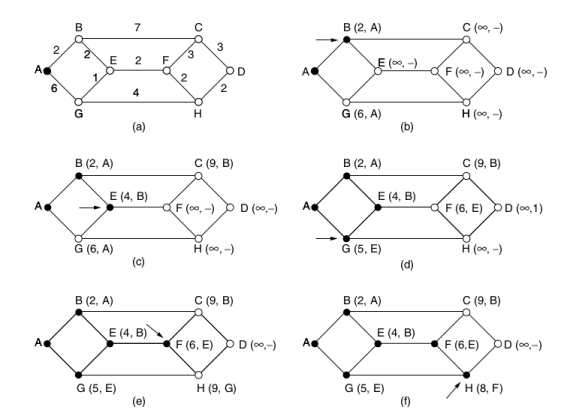 B 7 C
2 2 3 3
A E 2 F D
6 1 2 2
4
G H
(a)
B (2, A) C (∞, −)
A E (∞, −) F (∞, −) D (∞, −)
G (6, A) H (∞, −)
(b)
B (2, A) C (9, B)
E (4, B)
A F (∞, −) D (∞,−)
G (6, A) H (∞, −)
(c)
B (2, A) C (9, B)
E (4, B)
A F (6, E) D (∞,1)
G (5, E) H (∞, −)
(d)
B (2, A) C (9, B)
E (4, B)
A F (6, E) D (∞,−)
G (5, E) H (9, G)
(e)
B (2, A) C (9, B)
E (4, B)
A F (6,E) D (∞,−)
G (5, E) H (8, F)
(f)